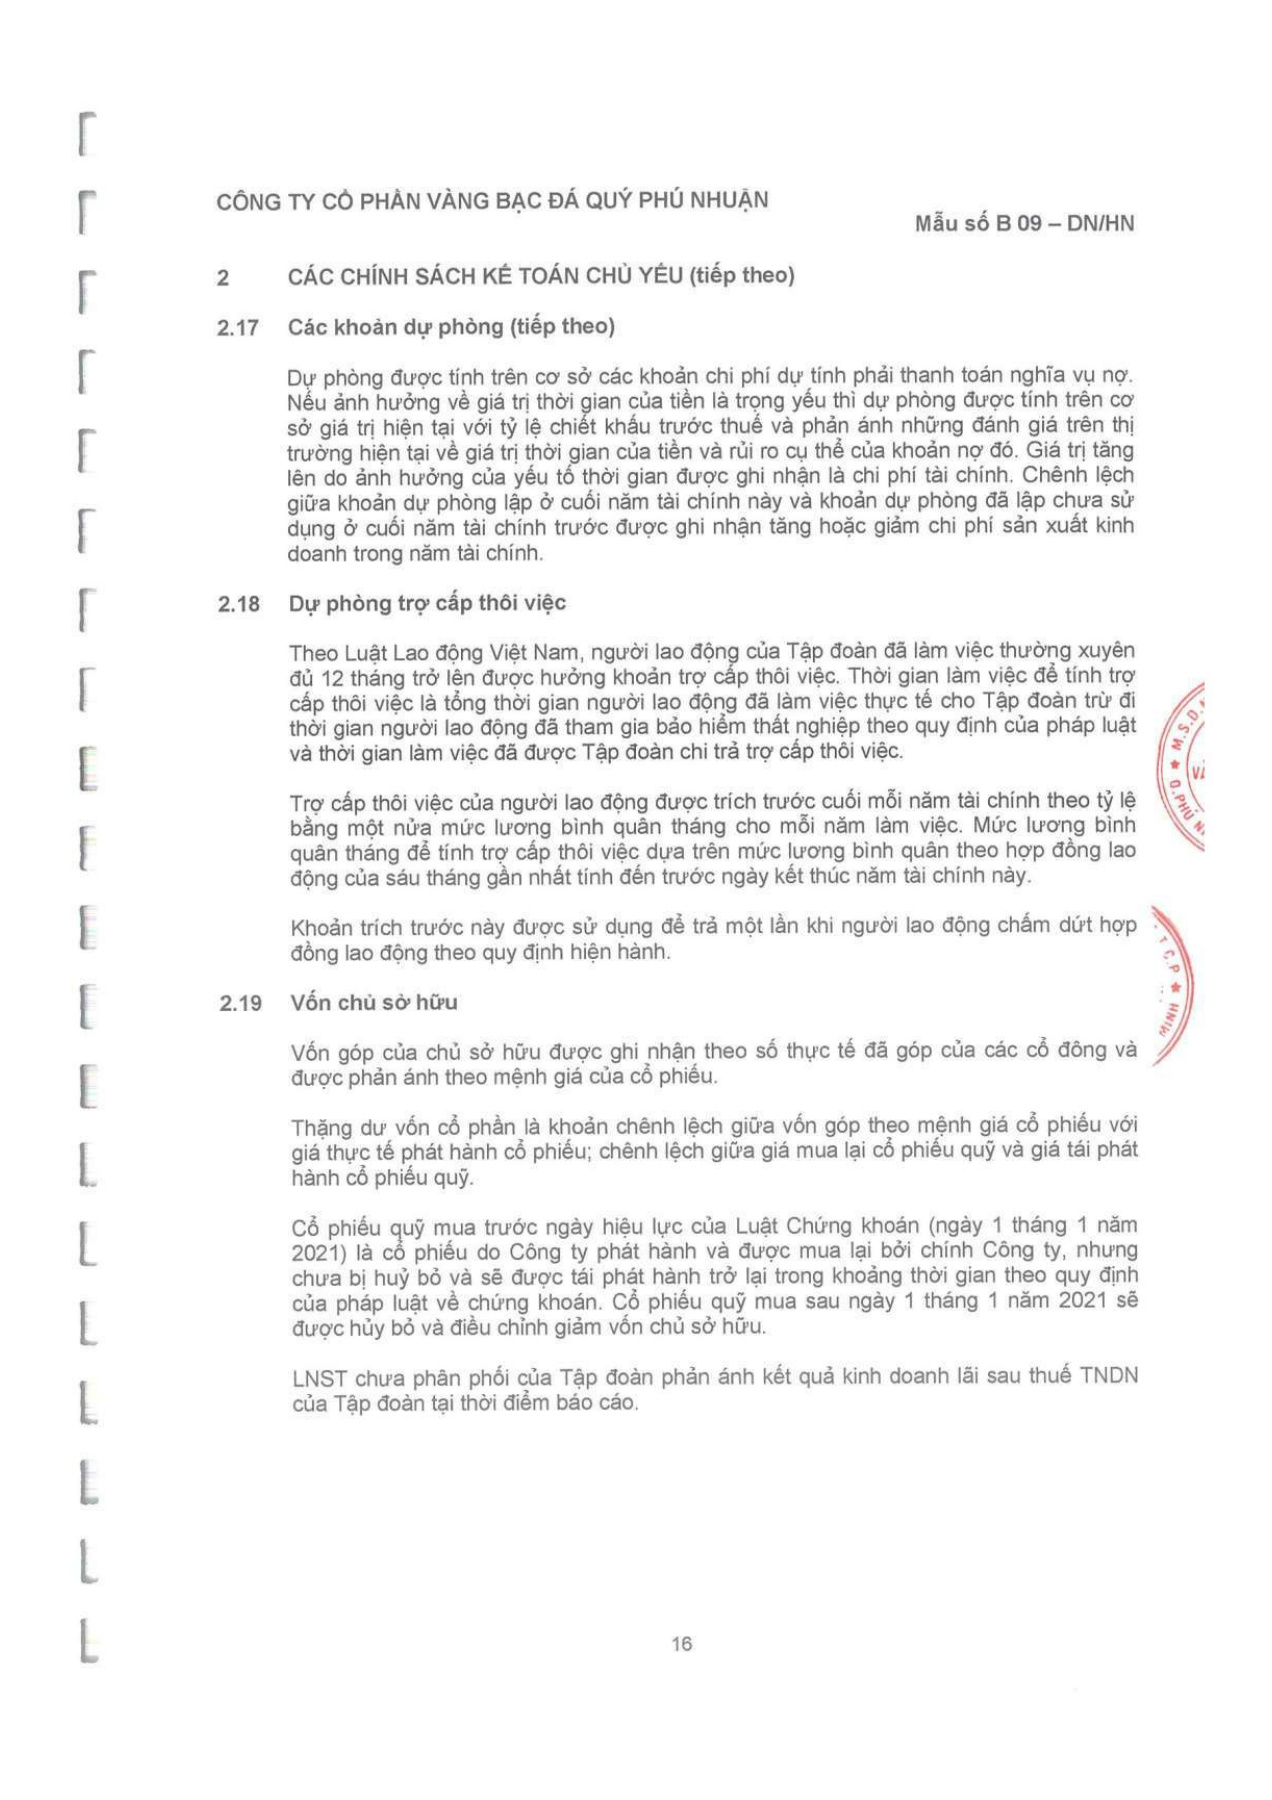 CÔNG TY CỔ PHẦN VÀNG BẠC ĐÁ QUÝ PHÚ NHUẬN
Mẫu số B 09 – DN/HN
2 CÁC CHÍNH SÁCH KẾ TOÁN CHỦ YẾU (tiếp theo)
2.17 Các khoản dự phòng (tiếp theo)
Dự phòng được tính trên cơ sở các khoản chi phí dự tính phải thanh toán nghĩa vụ nợ.
Nếu ảnh hưởng về giá trị thời gian của tiền là trọng yếu thì dự phòng được tính trên cơ
sở giá trị hiện tại với tỷ lệ chiết khấu trước thuế và phản ánh những đánh giá trên thị
trường hiện tại về giá trị thời gian của tiền và rủi ro cụ thể của khoản nợ đó. Giá trị tăng
lên do ảnh hưởng của yếu tố thời gian được ghi nhận là chi phí tài chính. Chênh lệch
giữa khoản dự phòng lập ở cuối năm tài chính này và khoản dự phòng đã lập chưa sử
dụng ở cuối năm tài chính trước được ghi nhận tăng hoặc giảm chi phí sản xuất kinh
doanh trong năm tài chính.
2.18 Dự phòng trợ cấp thôi việc
Theo Luật Lao động Việt Nam, người lao động của Tập đoàn đã làm việc thường xuyên
đủ 12 tháng trở lên được hưởng khoản trợ cấp thôi việc. Thời gian làm việc để tính trợ
cấp thôi việc là tổng thời gian người lao động đã làm việc thực tế cho Tập đoàn trừ đi
thời gian người lao động đã tham gia bảo hiểm thất nghiệp theo quy định của pháp luật
và thời gian làm việc đã được Tập đoàn chi trả trợ cấp thôi việc.
Trợ cấp thôi việc của người lao động được trích trước cuối mỗi năm tài chính theo tỷ lệ
bằng một nửa mức lương bình quân tháng cho mỗi năm làm việc. Mức lương bình
quân tháng để tính trợ cấp thôi việc dựa trên mức lương bình quân theo hợp đồng lao
động của sáu tháng gần nhất tính đến trước ngày kết thúc năm tài chính này.
Khoản trích trước này được sử dụng để trả một lần khi người lao động chấm dứt hợp
đồng lao động theo quy định hiện hành.
2.19 Vốn chủ sở hữu
Vốn góp của chủ sở hữu được ghi nhận theo số thực tế đã góp của các cổ đông và
được phản ánh theo mệnh giá của cổ phiếu.
Thặng dư vốn cổ phần là khoản chênh lệch giữa vốn góp theo mệnh giá cổ phiếu với
giá thực tế phát hành cổ phiếu; chênh lệch giữa giá mua lại cổ phiếu quỹ và giá tái phát
hành cổ phiếu quỹ.
Cổ phiếu quỹ mua trước ngày hiệu lực của Luật Chứng khoán (ngày 1 tháng 1 năm
2021) là cổ phiếu do Công ty phát hành và được mua lại bởi chính Công ty, nhưng
chưa bị huỷ bỏ và sẽ được tái phát hành trở lại trong khoảng thời gian theo quy định
của pháp luật về chứng khoán. Cổ phiếu quỹ mua sau ngày 1 tháng 1 năm 2021 sẽ
được hủy bỏ và điều chỉnh giảm vốn chủ sở hữu.
LNST chưa phân phối của Tập đoàn phản ánh kết quả kinh doanh lãi sau thuế TNDN
của Tập đoàn tại thời điểm báo cáo.
16